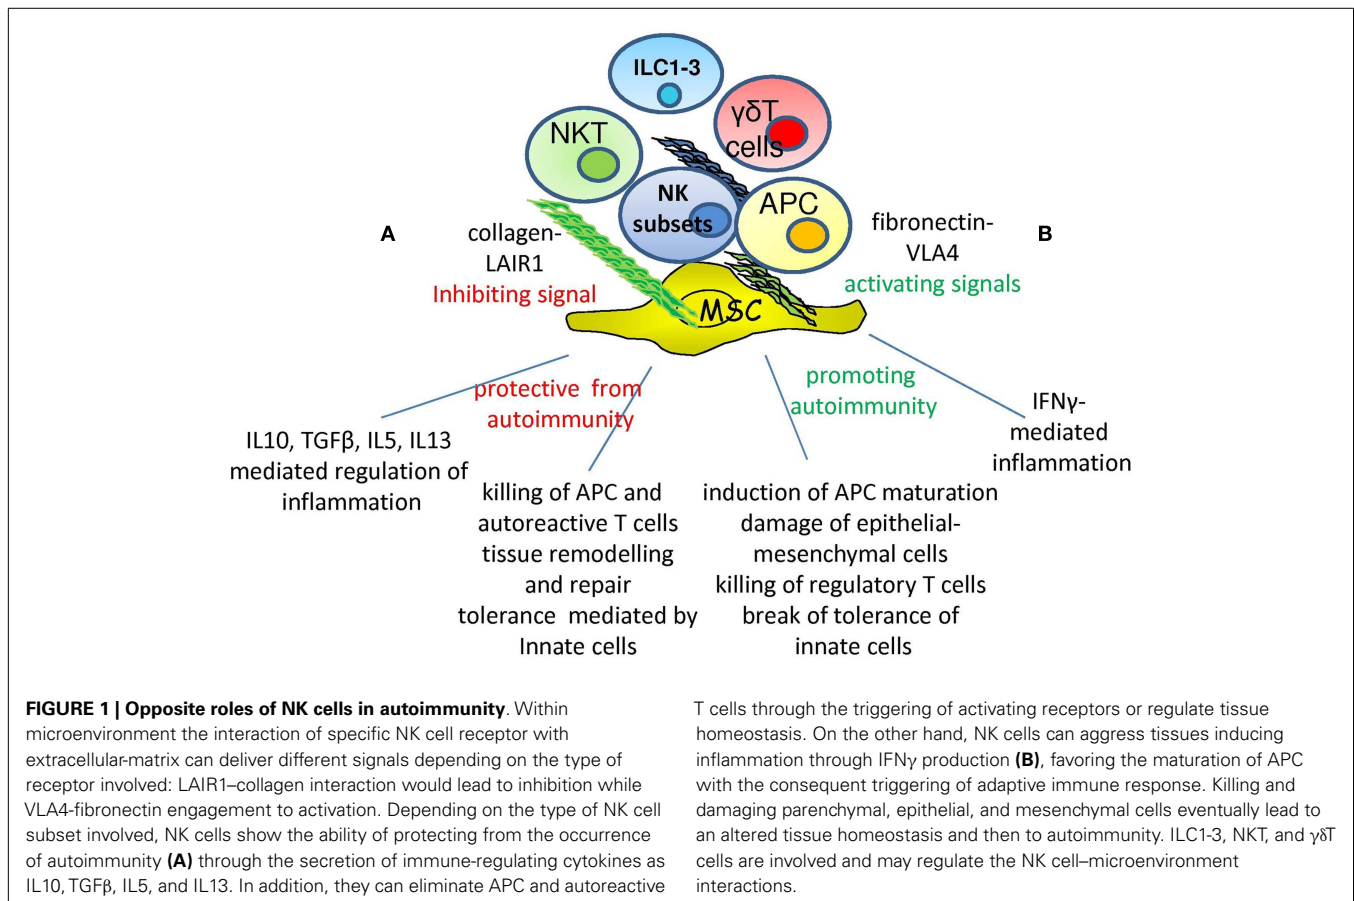 ILC1-3
γδT
cells
NKT
NK
subsets
APC
A
collagen-
LAIR1
Inhibiting signal
fibronectin-
VLA4
activating signals
B
MSC
protective from
autoimmunity
promoting
autoimmunity
IL10, TGFβ, IL5, IL13
mediated regulation of
inflammation
killing of APC and
autoreactive T cells
tissue remodelling
and repair
tolerance mediated by
Innate cells
induction of APC maturation
damage of epithelial-
mesenchymal cells
killing of regulatory T cells
break of tolerance of
innate cells
IFNγ-
mediated
inflammation
FIGURE 1 | Opposite roles of NK cells in autoimmunity. Within
microenvironment the interaction of specific NK cell receptor with
extracellular-matrix can deliver different signals depending on the type of
receptor involved: LAIR1–collagen interaction would lead to inhibition while
VLA4-fibronectin engagement to activation. Depending on the type of NK cell
subset involved, NK cells show the ability of protecting from the occurrence
of autoimmunity (A) through the secretion of immune-regulating cytokines as
IL10, TGFβ, IL5, and IL13. In addition, they can eliminate APC and autoreactive
T cells through the triggering of activating receptors or regulate tissue
homeostasis. On the other hand, NK cells can aggress tissues inducing
inflammation through IFNγ production (B), favoring the maturation of APC
with the consequent triggering of adaptive immune response. Killing and
damaging parenchymal, epithelial, and mesenchymal cells eventually lead to
an altered tissue homeostasis and then to autoimmunity. ILC1-3, NKT, and γδT
cells are involved and may regulate the NK cell–microenvironment
interactions.